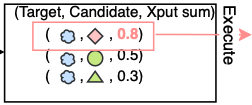 (Target, Candidate, Xput sum)
( , , 0.8)
( , , 0.5)
( , , 0.3)
Execute